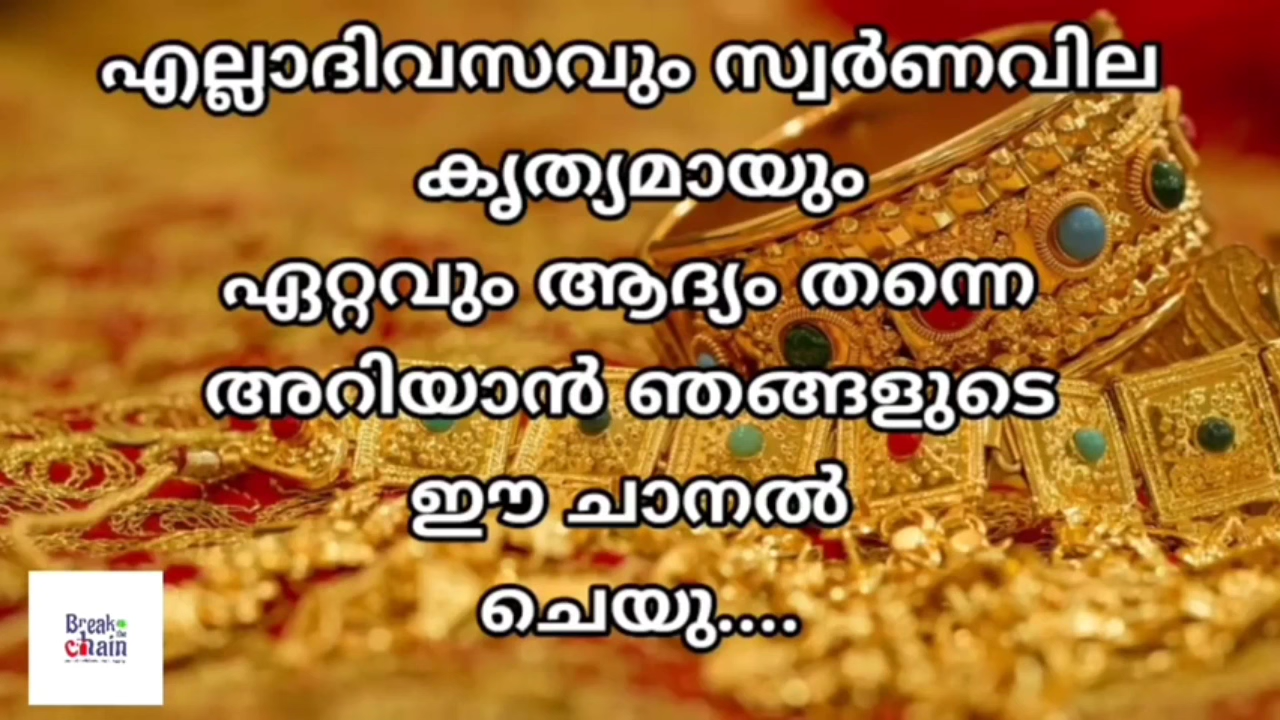 എല്ലാദിവസവും സ്വർണവില
കൃത്യമായും
ഏറ്റവും ആദ്യം തന്നെ
അറിയാൻ ഞങ്ങളുടെ
ഈ ചാനൽ
ചെയു....
Break the
chain